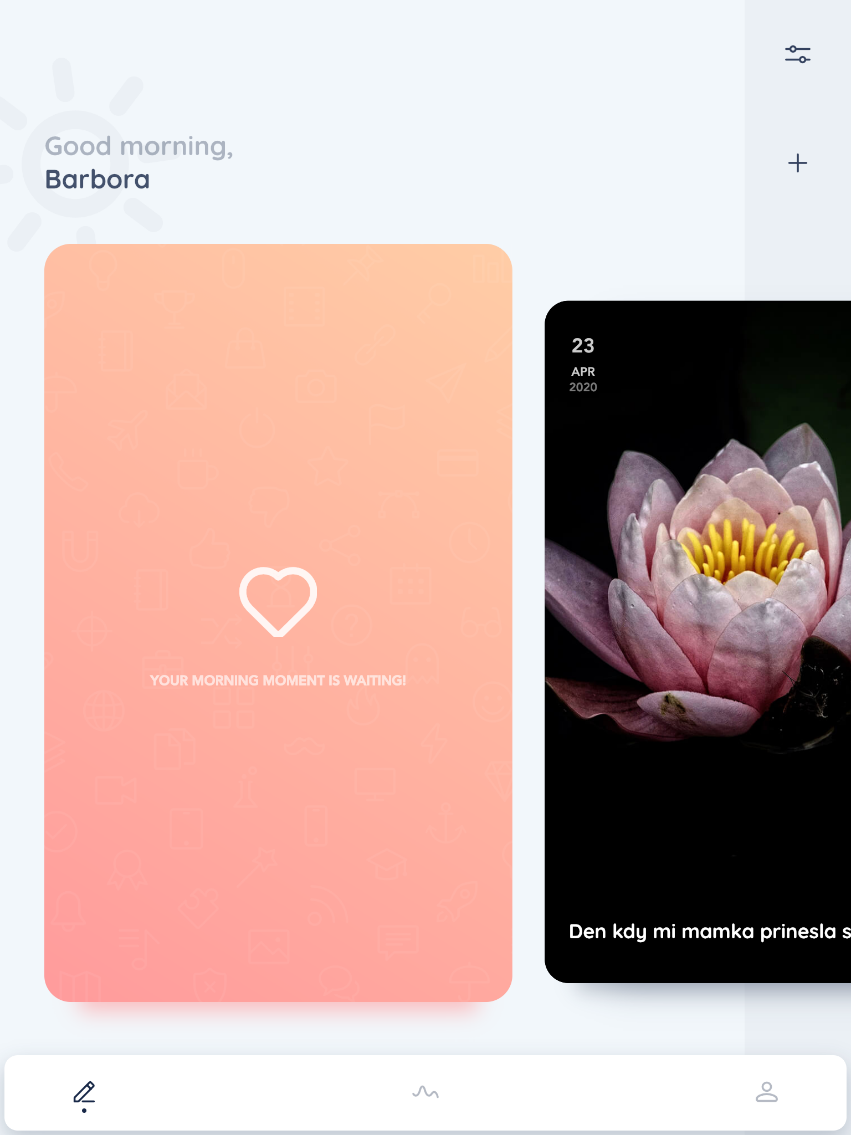 Good morning,
Barbora
YOUR MORNING MOMENT IS WAITING!
23
APR
2020
Den kdy mi mamka prinesla s